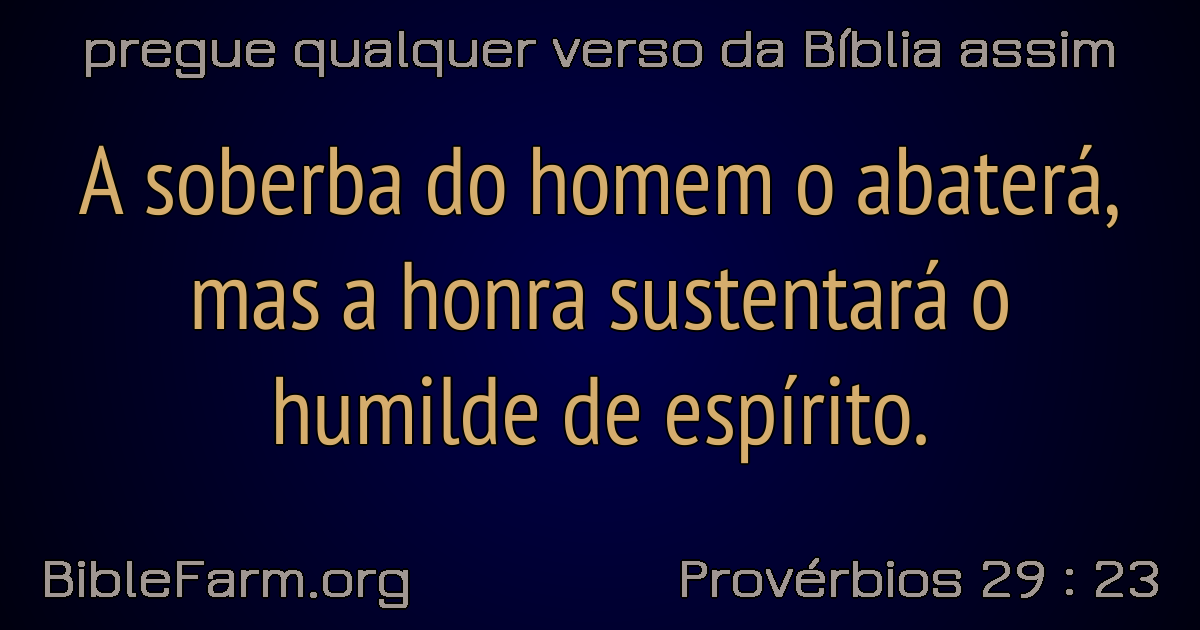 pregue qualquer verso da Bíblia assim
A soberba do homem o abaterá,
mas a honra sustentará o
humilde de espírito.
BibleFarm.org
Provérbios 29 : 23